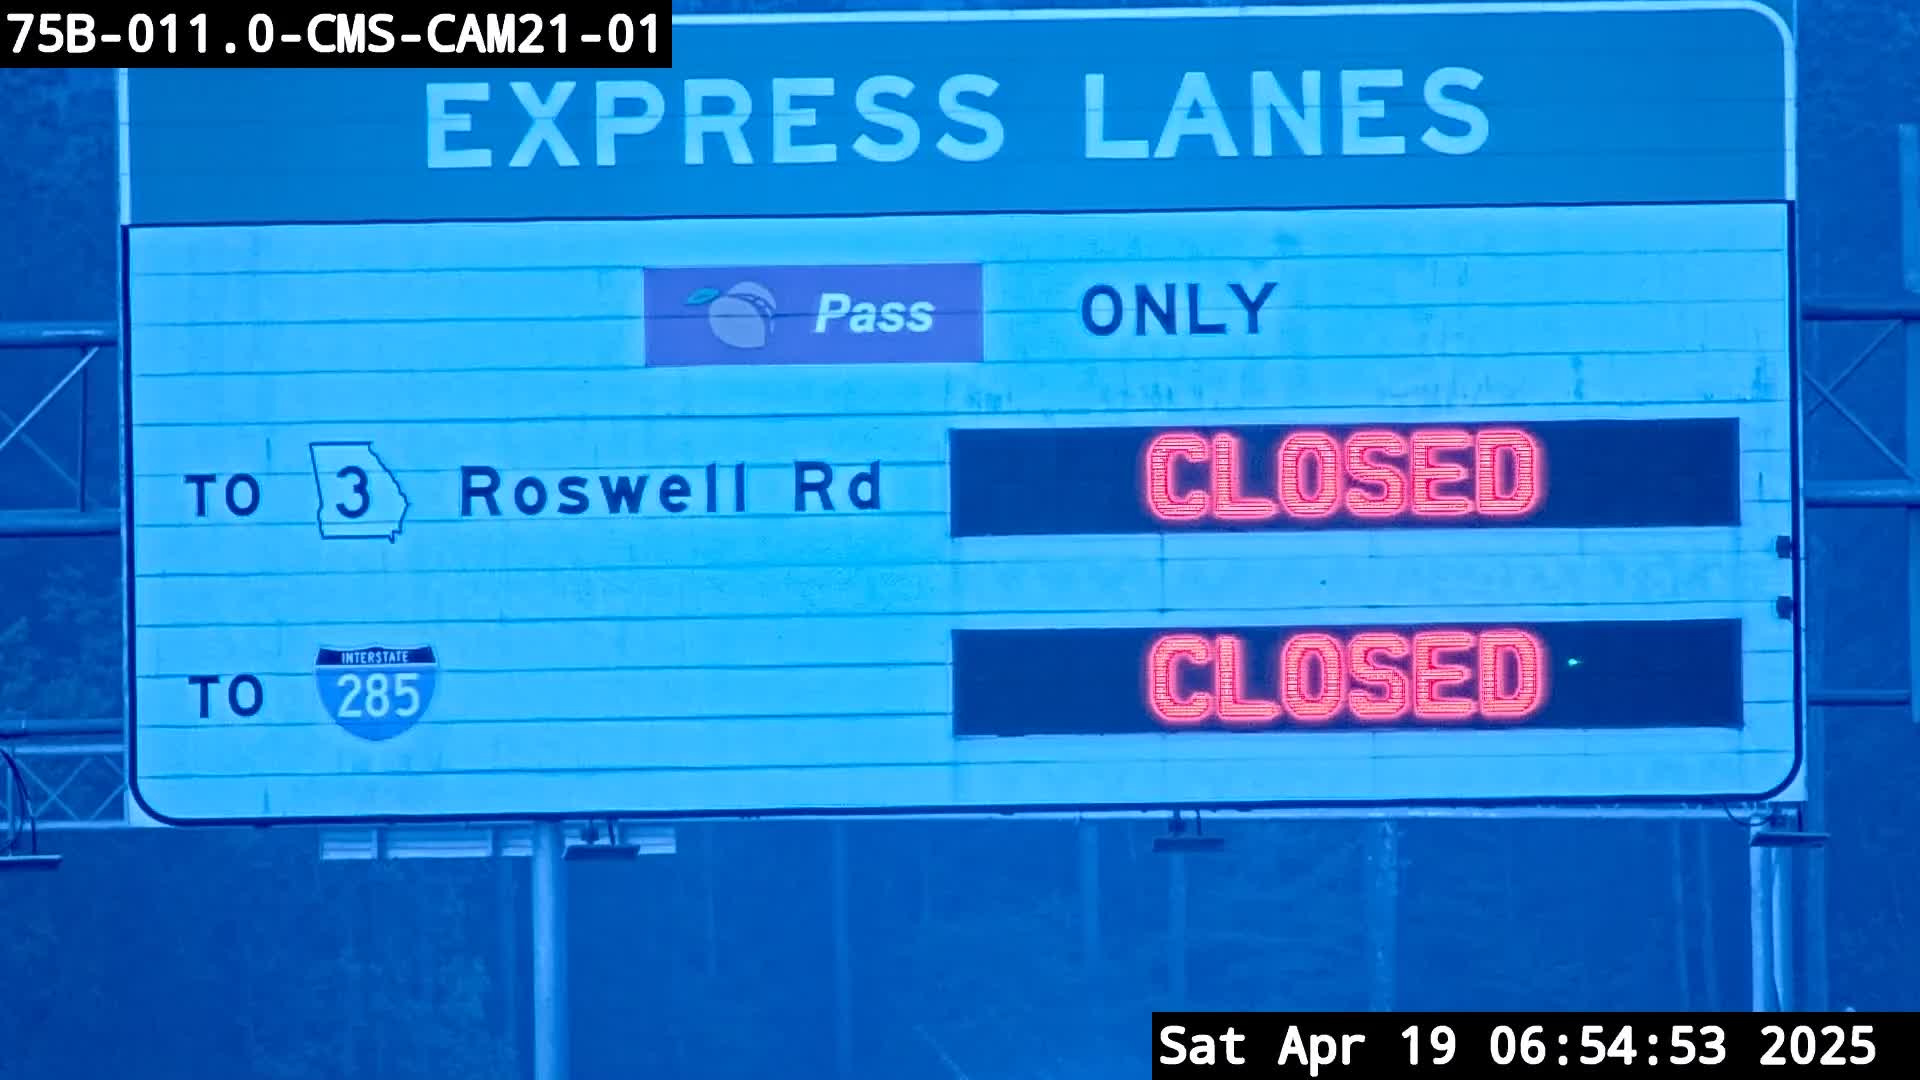 75B-011.0-CMS-CAM21-01
EXPRESS LANES
Pass ONLY
TO 3 Roswell Rd CLOSED
TO INTERSTATE 285 CLOSED
Sat Apr 19 06:54:53 2025